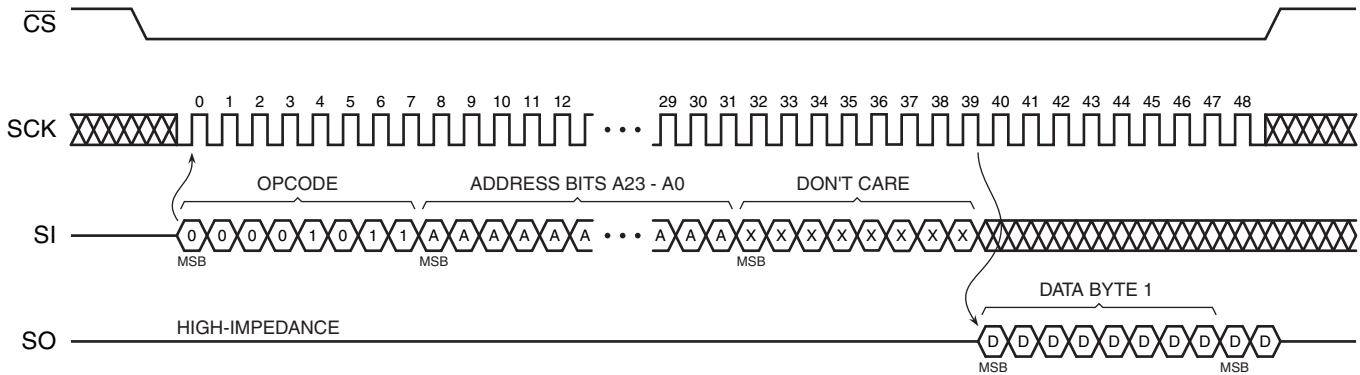 CS
0 1 2 3 4 5 6 7 8 9 10 11 12 29 30 31 32 33 34 35 36 37 38 39 40 41 42 43 44 45 46 47 48
SCK • • •
OPCODE ADDRESS BITS A23 - A0 DON'T CARE
SI 0 0 0 0 1 0 1 1 A A A A A A • • • A A A X X X X X X X X
MSB MSB MSB
DATA BYTE 1
HIGH-IMPEDANCE
SO D D D D D D D D D D
MSB MSB